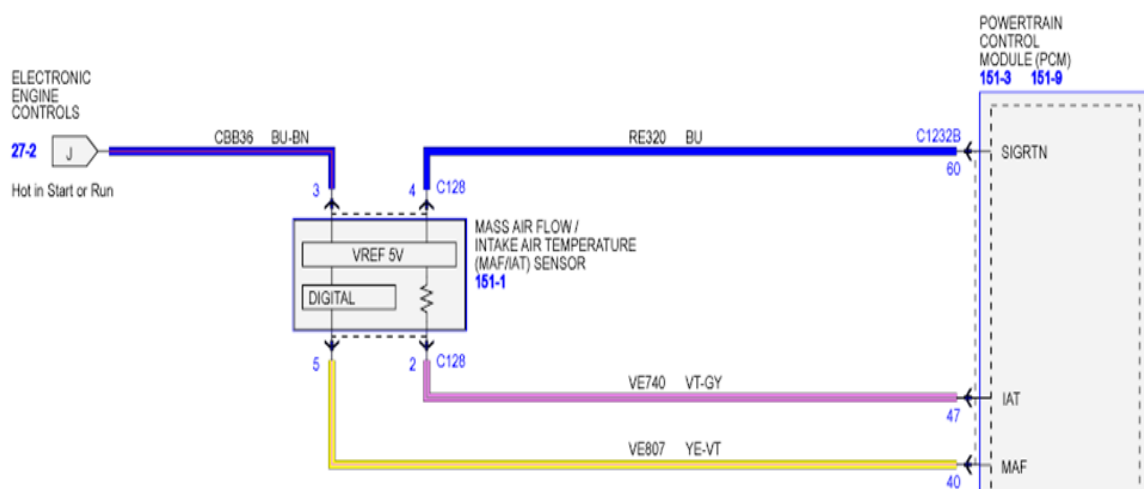 POWERTRAIN
CONTROL
MODULE (PCM)
151-3 151-9
ELECTRONIC
ENGINE
CONTROLS
27-2 J
Hot in Start or Run
CBB36 BU-BN
RE320 BU
C1232B
60
SIGRTN
3
4 C128
MASS AIR FLOW /
INTAKE AIR TEMPERATURE
(MAF/IAT) SENSOR
151-1
VREF 5V
DIGITAL
5
2 C128
VE740 VT-GY
47
IAT
VE807 YE-VT
40
MAF